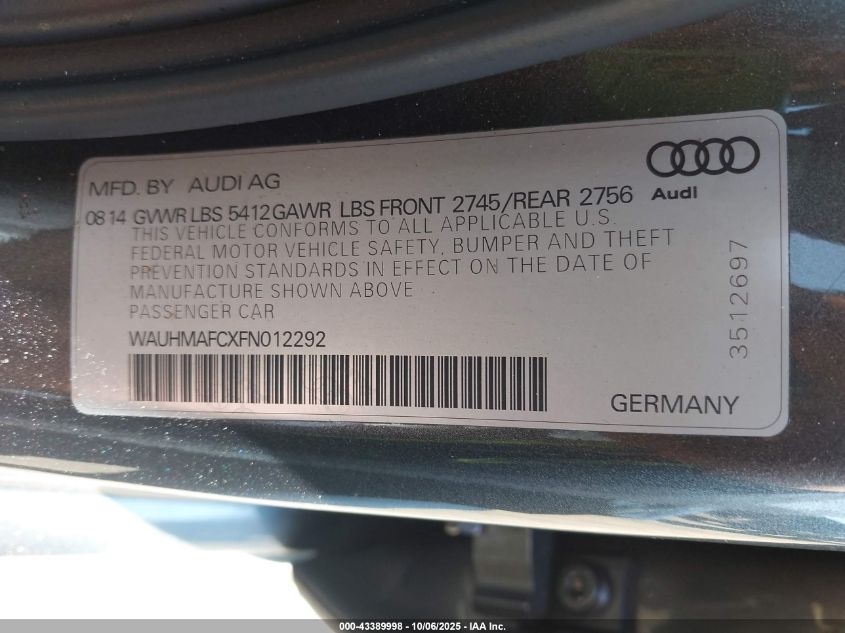 MFD. BY AUDI AG
Audi
08 14 GVWR LBS 5412 GAWR LBS FRONT 2745/REAR 2756
THIS VEHICLE CONFORMS TO ALL APPLICABLE U.S.
FEDERAL MOTOR VEHICLE SAFETY, BUMPER AND THEFT
PREVENTION STANDARDS IN EFFECT ON THE DATE OF
MANUFACTURE SHOWN ABOVE
PASSENGER CAR
WAUHMAFCXFN012292
3512697
GERMANY
000-43389998 - 10/06/2025 - IAA Inc.